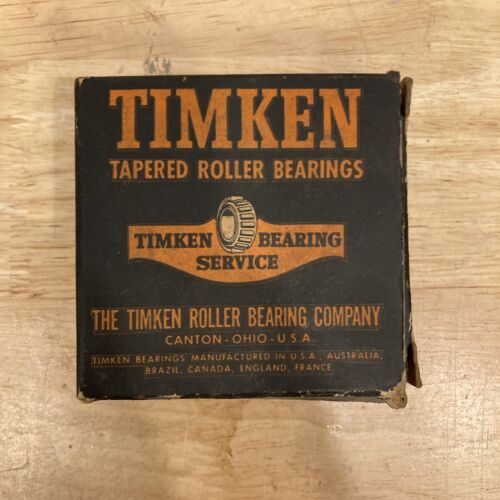 TIMKEN
TAPERED ROLLER BEARINGS
TIMKEN BEARING
SERVICE
THE TIMKEN ROLLER BEARING COMPANY
CANTON - OHIO - U.S.A.
TIMKEN BEARINGS MANUFACTURED IN U.S.A., AUSTRALIA,
BRAZIL, CANADA, ENGLAND, FRANCE